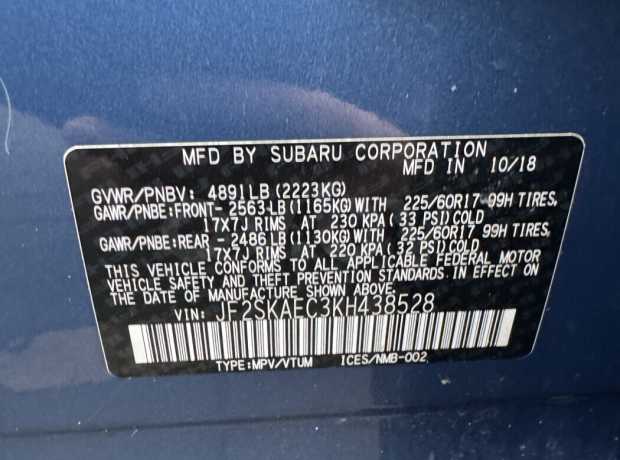 MFD BY SUBARU CORPORATION
MFD IN 10/18
GVWR/PNBV: 4891LB (2223KG)
GAWR/PNBE:FRONT- 2563 LB (1165KG) WITH 225/60R17 99H TIRES,
17X7J RIMS AT 230 KPA (33 PSI) COLD
GAWR/PNBE:REAR - 2486 LB (1130KG) WITH 225/60R17 99H TIRES,
17X7J RIMS AT 220 KPA (32 PSI) COLD
THIS VEHICLE CONFORMS TO ALL APPLICABLE FEDERAL MOTOR
VEHICLE SAFETY AND THEFT PREVENTION STANDARDS IN EFFECT
ON THE DATE OF MANUFACTURE SHOWN ABOVE.
VIN: JF2SKAEC3KH438528
TYPE:MPV/VTUM ICES/NMB-002